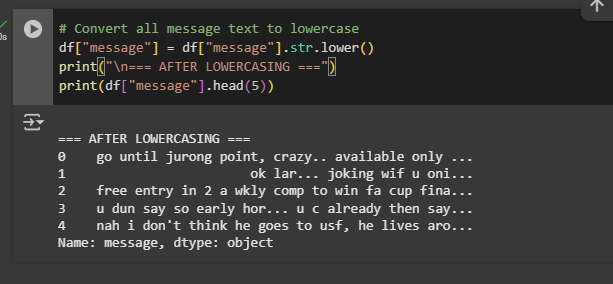 # Convert all message text to lowercase
df["message"] = df["message"].str.lower()
print("\n=== AFTER LOWERCASING ===")
print(df["message"].head(5))
=== AFTER LOWERCASING ===
0    go until jurong point, crazy.. available only ...
1                        ok lar... joking wif u oni...
2    free entry in 2 a wkly comp to win fa cup fina...
3    u dun say so early hor... u c already then say...
4    nah i don't think he goes to usf, he lives aro...
Name: message, dtype: object